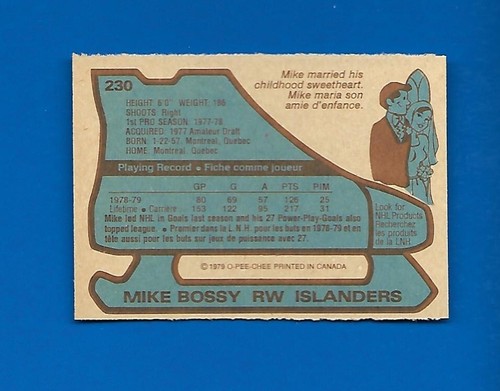 230
Mike married his
childhood sweetheart.
Mike maria son
amie d'enfance.
HEIGHT: 6'0" WEIGHT: 185
SHOOTS: Right
1st PRO SEASON: 1977-78
ACQUIRED: 1977 Amateur Draft
BORN: 1-22-57, Montreal, Quebec
HOME: Montreal, Quebec
Playing Record • Fiche comme joueur
GP G A PTS PIM
1978-79 80 69 57 126 25
Lifetime • Carrière 153 122 95 217 31
Mike led NHL in Goals last season and his 27 Power-Play-Goals also
topped league. • Premier dans la L.N.H. pour les buts en 1978-79 et en
tête aussi pour les buts sur jeux de puissance avec 27.
Look for
NHL Products
Recherchez
les produits
de la LNH
© 1979 O-PEE-CHEE PRINTED IN CANADA
MIKE BOSSY RW ISLANDERS